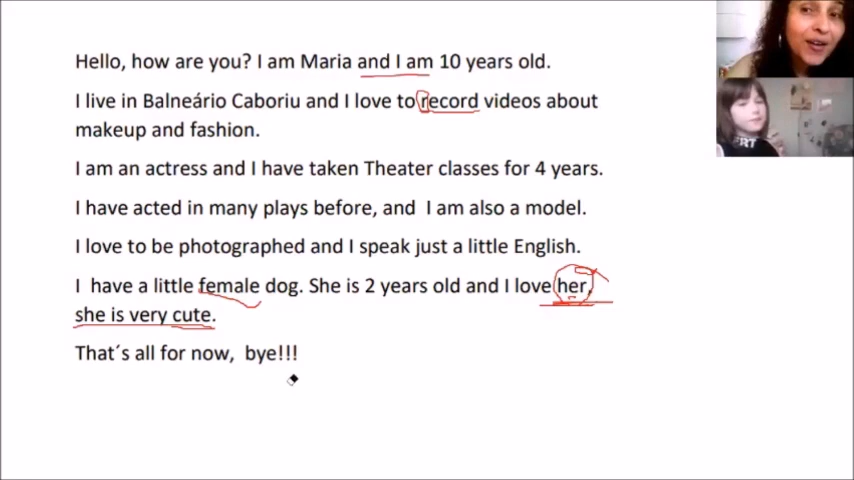 Hello, how are you? I am Maria and I am 10 years old.
I live in Balneário Caboriu and I love to record videos about
makeup and fashion.
I am an actress and I have taken Theater classes for 4 years.
I have acted in many plays before, and I am also a model.
I love to be photographed and I speak just a little English.
I have a little female dog. She is 2 years old and I love her,
she is very cute.
That´s all for now, bye!!!